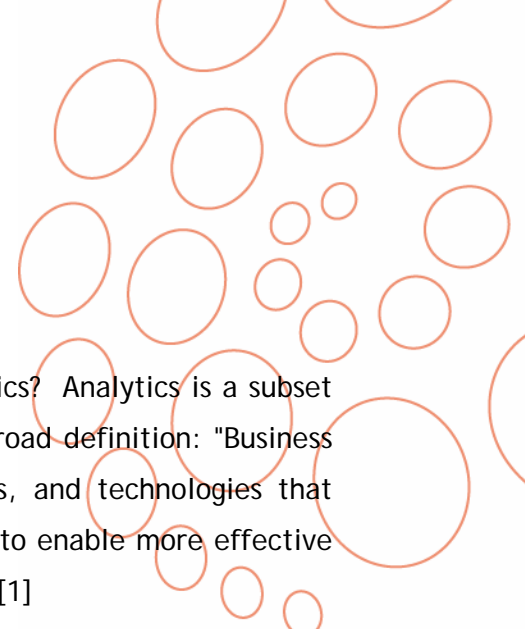 ics? Analytics is a subset
road definition: "Business
s, and technologies that
to enable more effective
[1]